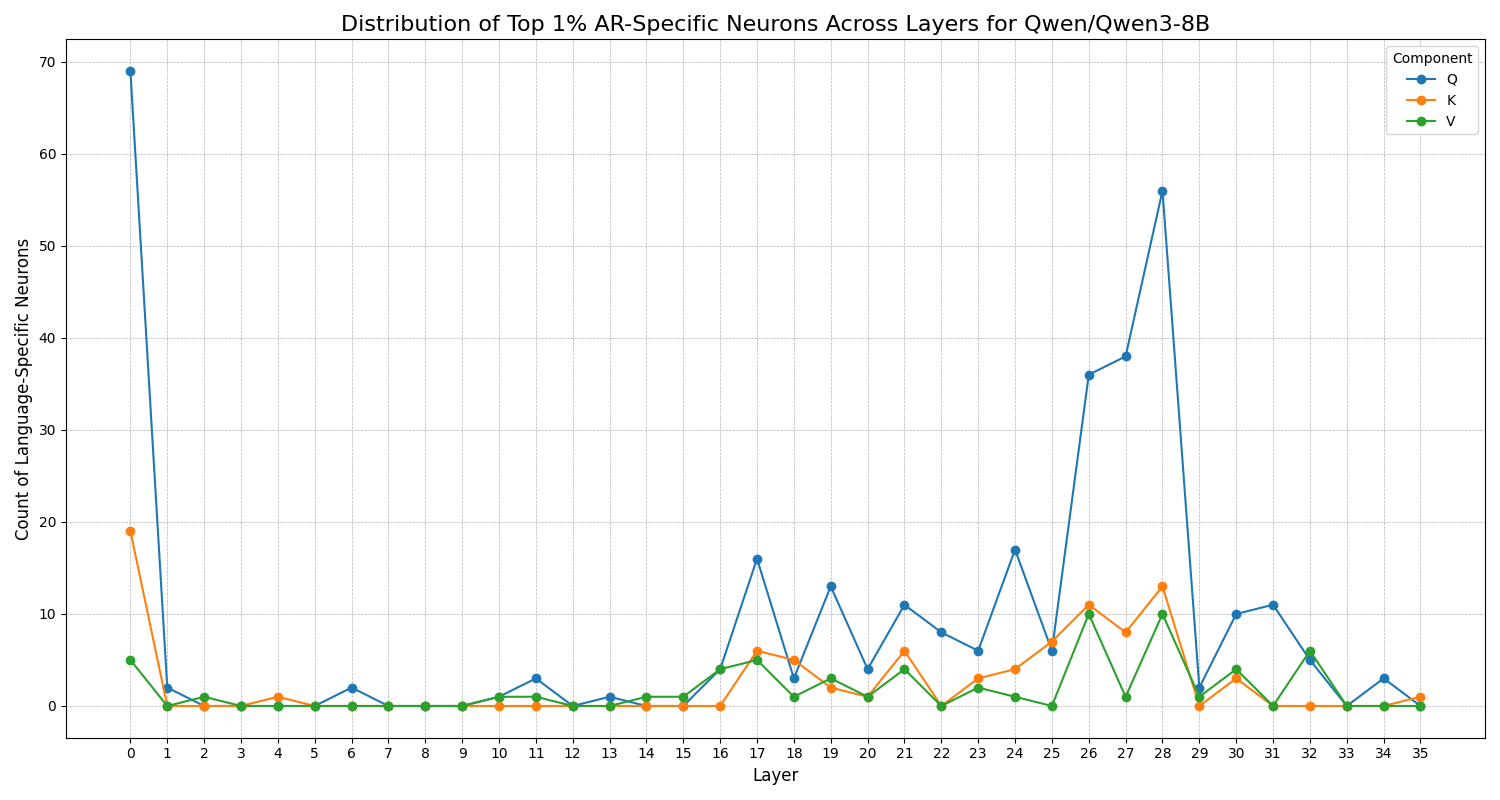 Distribution of Top 1% AR-Specific Neurons Across Layers for Qwen/Qwen3-8B
Count of Language-Specific Neurons
70
60
50
40
30
20
10
0
Component
Q
K
V
0 1 2 3 4 5 6 7 8 9 10 11 12 13 14 15 16 17 18 19 20 21 22 23 24 25 26 27 28 29 30 31 32 33 34 35
Layer